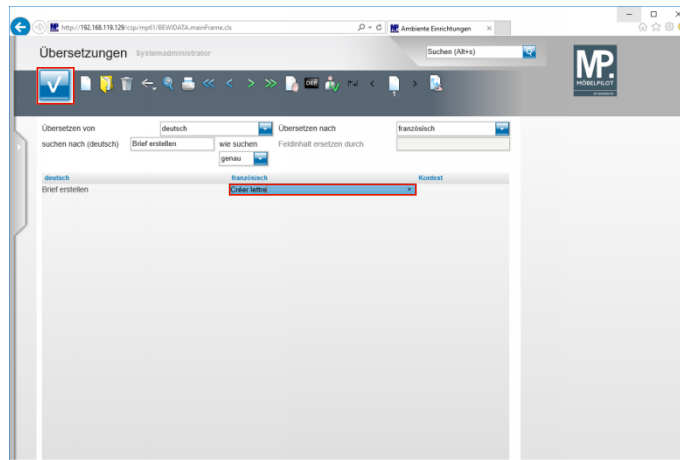 http://192.168.119.129/csp/mp61/BEWIDATA.mainFrame.cls
MP Ambiente Einrichtungen
Übersetzungen Systemadministrator
Suchen (Alt+s)
MP.
MÖBELPILOT
Übersetzen von deutsch Übersetzen nach französisch
suchen nach (deutsch) Brief erstellen wie suchen Feldinhalt ersetzen durch
genau
deutsch französisch Kontext
Brief erstellen Créer lettre